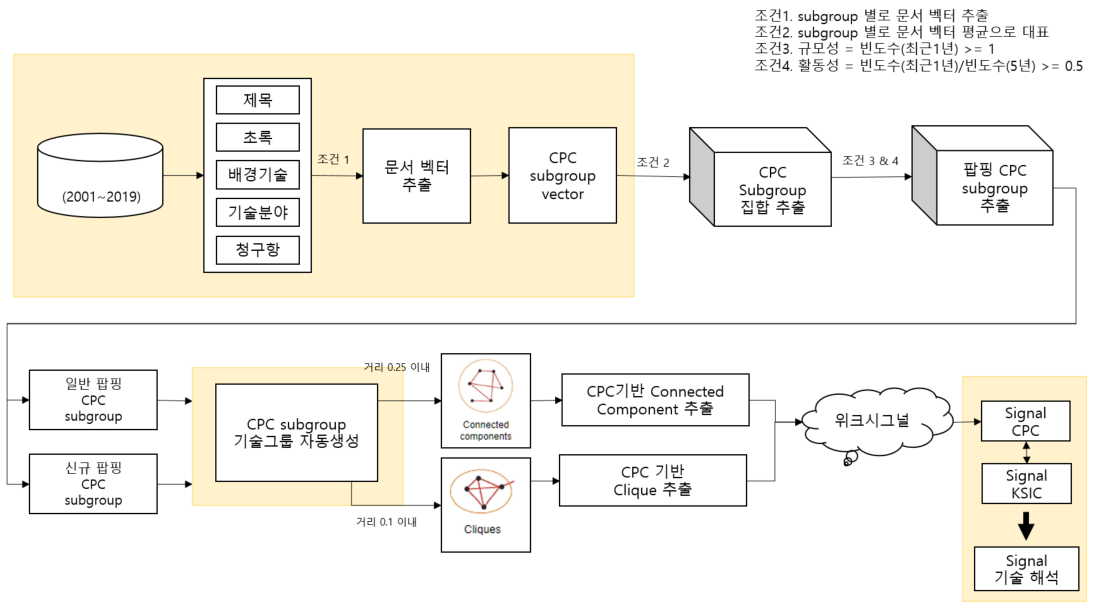 조건1. subgroup 별로 문서 벡터 추출
조건2. subgroup 별로 문서 벡터 평균으로 대표
조건3. 규모성 = 빈도수(최근1년) >= 1
조건4. 활동성 = 빈도수(최근1년)/빈도수(5년) >= 0.5
(2001~2019)
제목
초록
배경기술
기술분야
청구항
조건 1
문서 벡터
추출
CPC
subgroup
vector
조건 2
CPC
Subgroup
집합 추출
조건 3 & 4
팝핑 CPC
subgroup
추출
일반 팝핑
CPC
subgroup
신규 팝핑
CPC
subgroup
CPC subgroup
기술그룹 자동생성
거리 0.25 이내
거리 0.1 이내
Connected
components
Cliques
CPC기반 Connected
Component 추출
CPC 기반
Clique 추출
위크시그널
Signal
CPC
Signal
KSIC
Signal
기술 해석